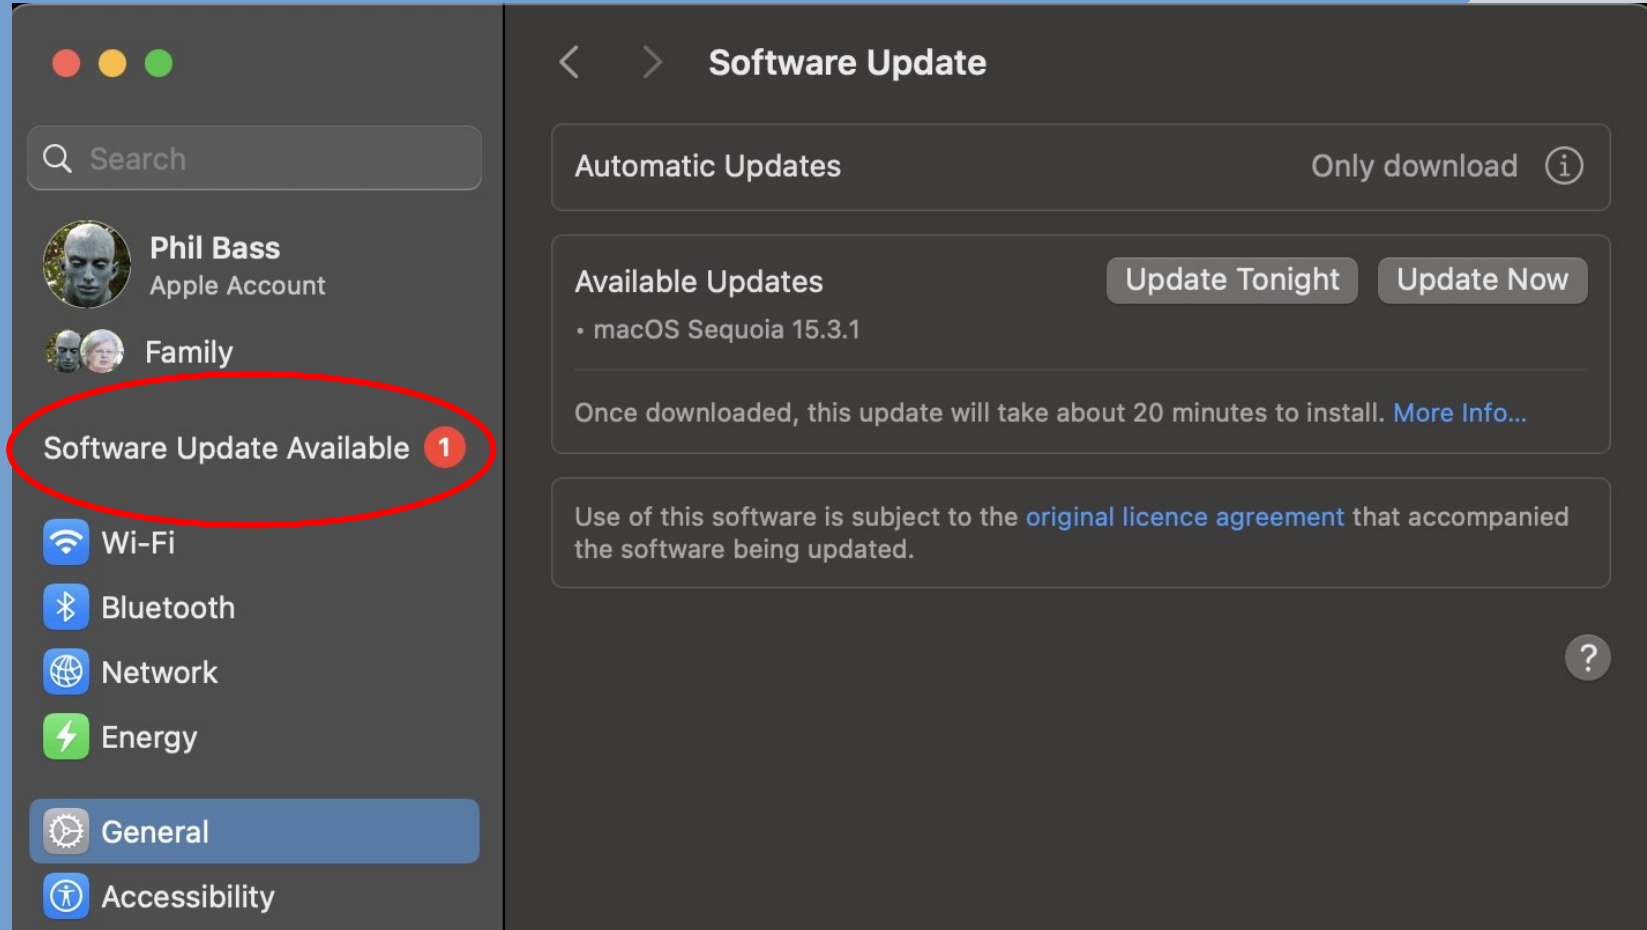 Search
Phil Bass
Apple Account
Family
Software Update Available 1
Wi-Fi
Bluetooth
Network
Energy
General
Accessibility
Software Update
Automatic Updates Only download
Available Updates Update Tonight Update Now
• macOS Sequoia 15.3.1
Once downloaded, this update will take about 20 minutes to install. More Info...
Use of this software is subject to the original licence agreement that accompanied
the software being updated.
?